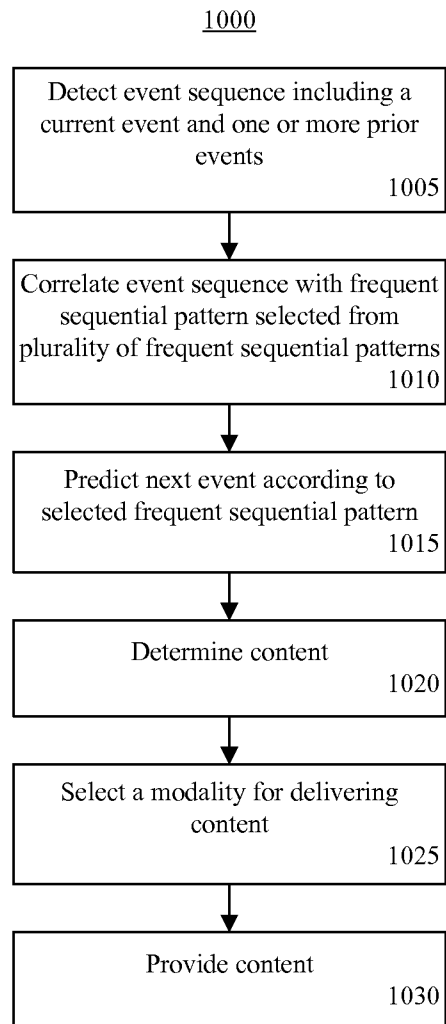 1000
Detect event sequence including a
current event and one or more prior
events
1005
Correlate event sequence with frequent
sequential pattern selected from
plurality of frequent sequential patterns
1010
Predict next event according to
selected frequent sequential pattern
1015
Determine content
1020
Select a modality for delivering
content
1025
Provide content
1030